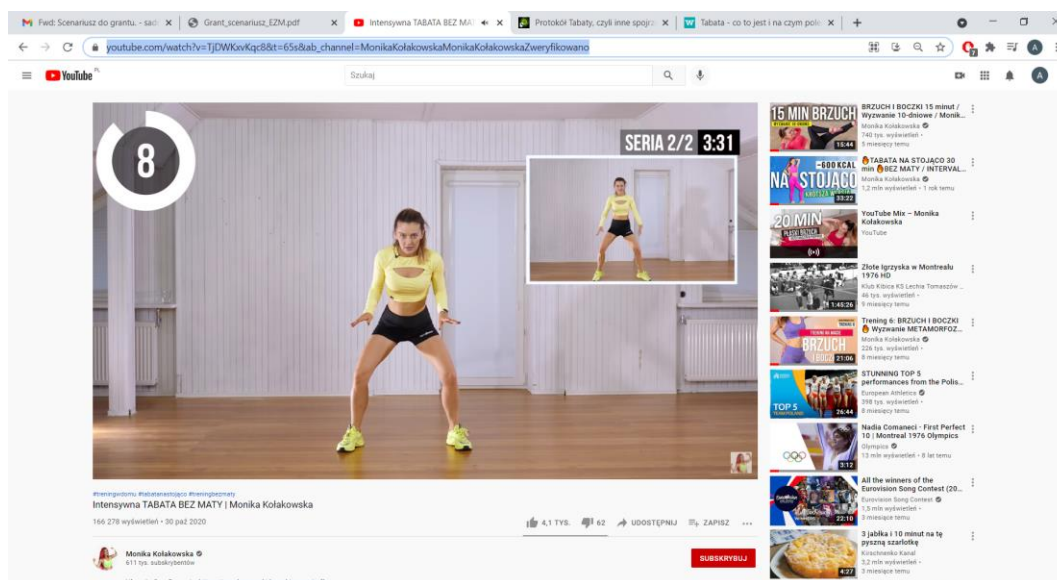 Fwd: Scenariusz do grantu. - sad
Grant_scenariusz_EZM.pdf
Intensywna TABATA BEZ MA
Protokół Tabaty, czyli inne spojrz
Tabata - co to jest i na czym pole
youtube.com/watch?v=TjDWKxvKqc8&t=65s&ab_channel=MonikaKołakowskaMonikaKołakowskaZweryfikowano
YouTube PL
Szukaj
8
SERIA 2/2 3:31
#treningwdomu #tabatanastojąco #treningbezmaty
Intensywna TABATA BEZ MATY | Monika Kołakowska
166 278 wyświetleń • 30 paź 2020
4,1 TYS.
62
UDOSTĘPNIJ
ZAPISZ
Monika Kołakowska
611 tys. subskrybentów
SUBSKRYBUJ
15 MIN BRZUCH
15:44
BRZUCH I BOCZKI 15 minut /
Wyzwanie 10-dniowe / Monik...
Monika Kołakowska
740 tys. wyświetleń •
5 miesięcy temu
~600 KCAL
NA STOJĄCO
33:22
TABATA NA STOJĄCO 30
min BEZ MATY / INTERVAL...
Monika Kołakowska
1,2 mln wyświetleń • 1 rok temu
20 MIN
PŁASKI BRZUCH
YouTube Mix – Monika
Kołakowska
YouTube
1:45:26
Złote Igrzyska w Montrealu
1976 HD
Klub Kibica KS Lechia Tomaszów ...
46 tys. wyświetleń •
9 miesięcy temu
BRZUCH
I BOCZKI
21:06
Trening 6: BRZUCH I BOCZKI
Wyzwanie METAMORFOZ...
Monika Kołakowska
226 tys. wyświetleń •
8 miesięcy temu
TOP 5
26:44
STUNNING TOP 5
performances from the Polis...
European Athletics
398 tys. wyświetleń •
8 miesięcy temu
3:12
Nadia Comaneci - First Perfect
10 | Montreal 1976 Olympics
Olympics
13 mln wyświetleń • 8 lat temu
22:10
All the winners of the
Eurovision Song Contest (20...
Eurovision Song Contest
1,5 mln wyświetleń •
3 miesiące temu
4:27
3 jabłka i 10 minut na tę
pyszną szarlotkę
Kirschnenko Kanal
3,2 mln wyświetleń •
3 miesiące temu